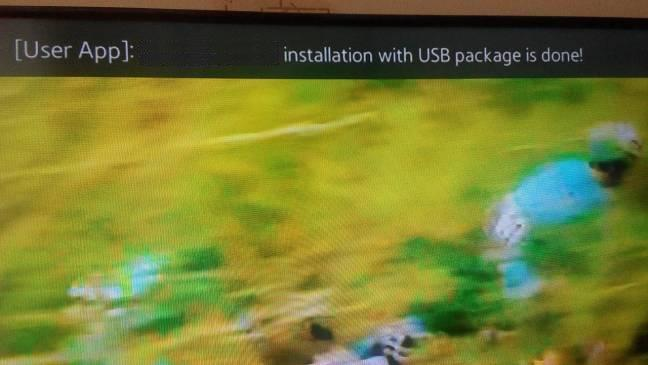 [User App]: installation with USB package is done!